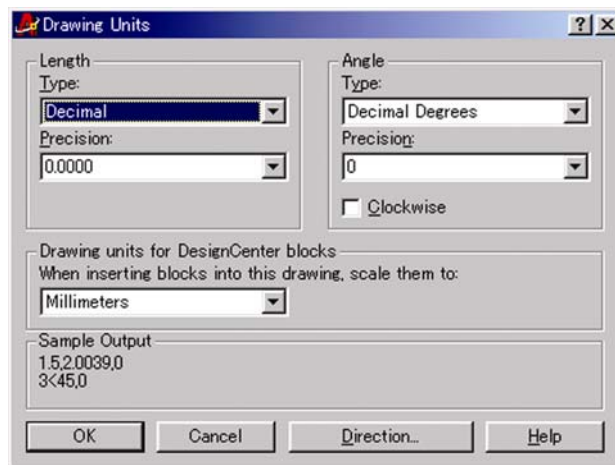 Drawing Units
Length
Type:
Decimal
Precision:
0.0000
Angle
Type:
Decimal Degrees
Precision:
0
Clockwise
Drawing units for DesignCenter blocks
When inserting blocks into this drawing, scale them to:
Millimeters
Sample Output
1.5,2.0039,0
3<45,0
OK
Cancel
Direction...
Help